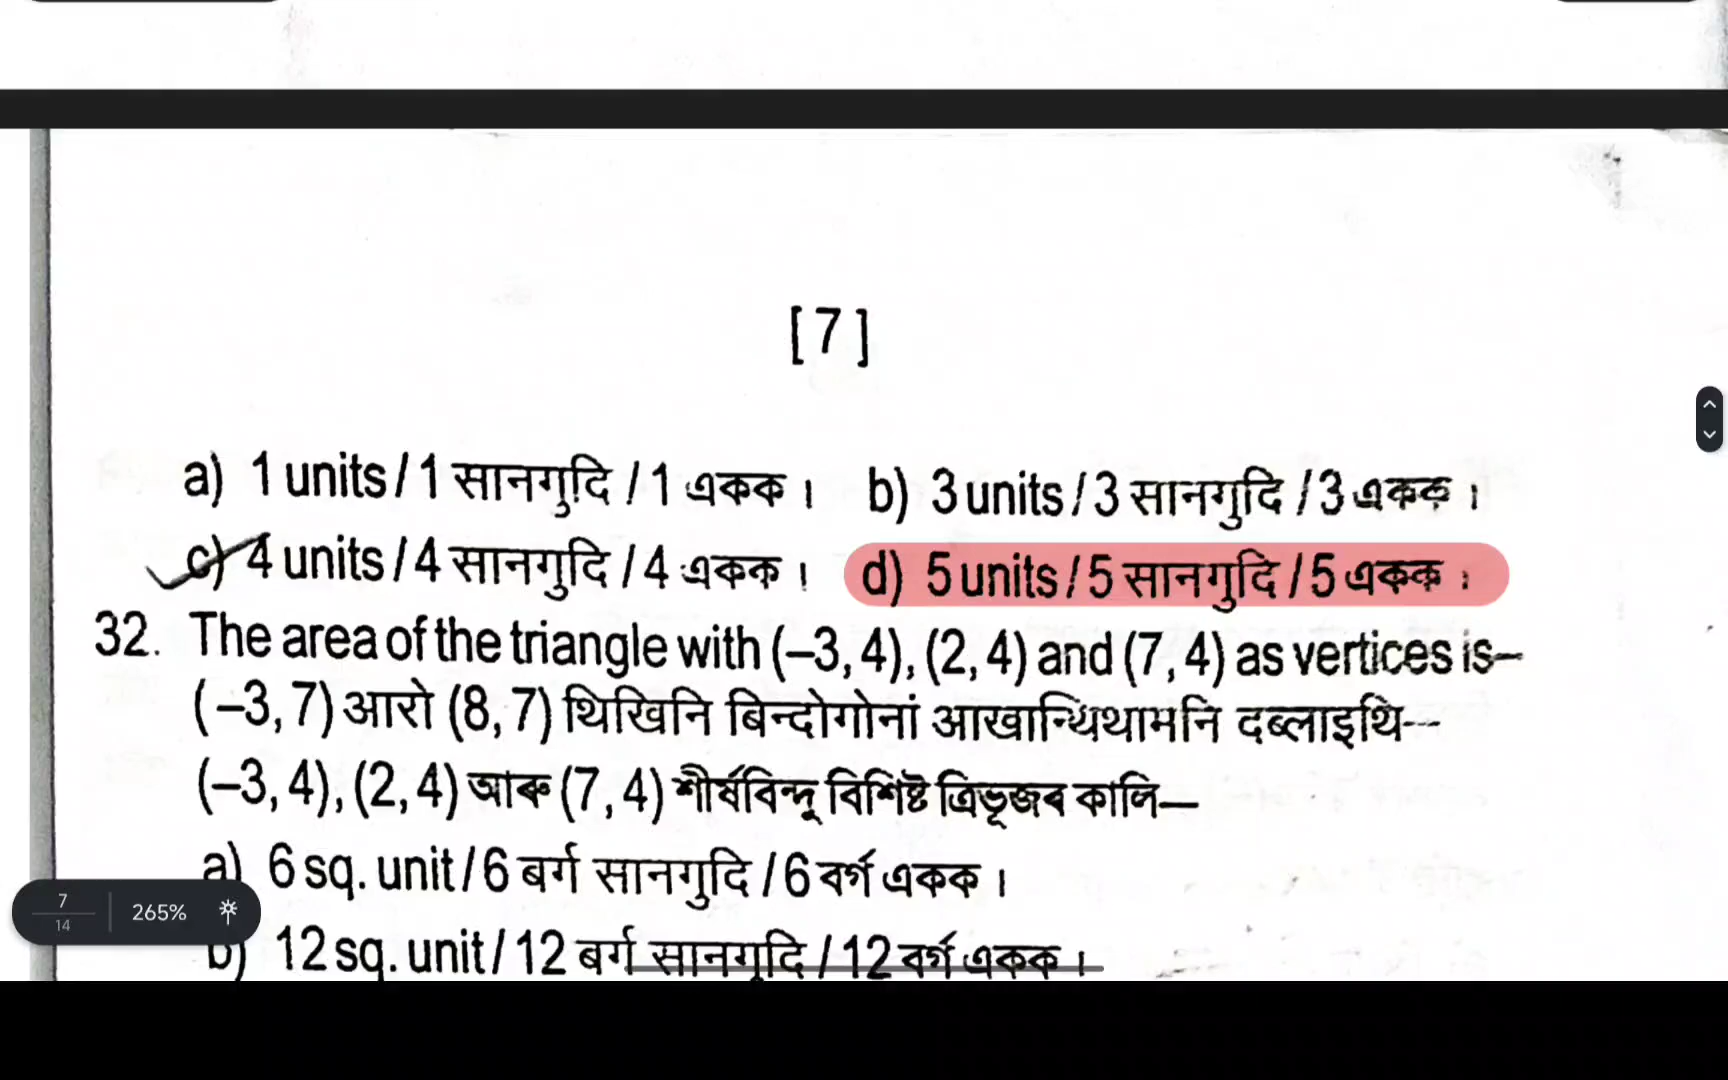 [7]
a) 1 units / 1 सानगुदि / 1 একক । b) 3 units / 3 सानगुदि / 3 একক ।
c) 4 units / 4 सानगुदि / 4 একক । d) 5 units / 5 सानगुदि / 5 একক ।
32. The area of the triangle with (–3, 4), (2, 4) and (7, 4) as vertices is–
(–3, 7) आरो (8, 7) थिखिनि बिन्दोगोनां आखान्थिथामनि दब्लाइथि--
(–3, 4), (2, 4) আৰু (7, 4) শীৰ্ষবিন্দু বিশিষ্ট ত্ৰিভূজৰ কালি—
a) 6 sq. unit / 6 बर्ग सानगुदि / 6 বৰ্গ একক ।
b) 12 sq. unit / 12 बर्ग सानगुदि / 12 বৰ্গ একক ।
7
14
265%